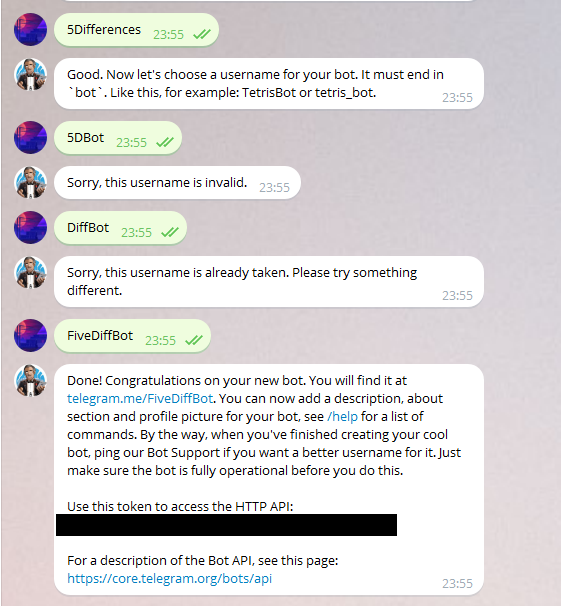 5Differences 23:55
Good. Now let's choose a username for your bot. It must end in
`bot`. Like this, for example: TetrisBot or tetris_bot.
23:55
5DBot 23:55
Sorry, this username is invalid. 23:55
DiffBot 23:55
Sorry, this username is already taken. Please try something
different.
23:55
FiveDiffBot 23:55
Done! Congratulations on your new bot. You will find it at
telegram.me/FiveDiffBot. You can now add a description, about
section and profile picture for your bot, see /help for a list of
commands. By the way, when you've finished creating your cool
bot, ping our Bot Support if you want a better username for it. Just
make sure the bot is fully operational before you do this.
Use this token to access the HTTP API:
For a description of the Bot API, see this page:
https://core.telegram.org/bots/api
23:55